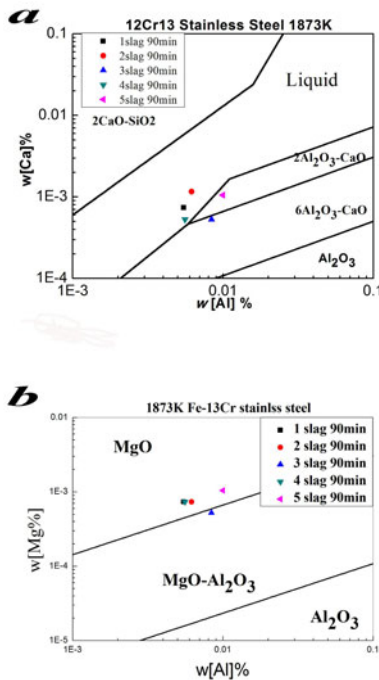 a
12Cr13 Stainless Steel 1873K
0.1
0.01
1E-3
1E-4
w[Ca]%
1slag 90min
2slag 90min
3slag 90min
4slag 90min
5slag 90min
2CaO-SiO2
Liquid
2Al₂O₃-CaO
6Al₂O₃-CaO
Al₂O₃
1E-3
0.01
0.1
w[Al] %
b
1873K Fe-13Cr stainlss steel
0.01
1E-3
1E-4
1E-5
w[Mg%]
MgO
1 slag 90min
2 slag 90min
3 slag 90min
4 slag 90min
5 slag 90min
MgO-Al₂O₃
Al₂O₃
1E-3
0.01
0.1
w[Al]%